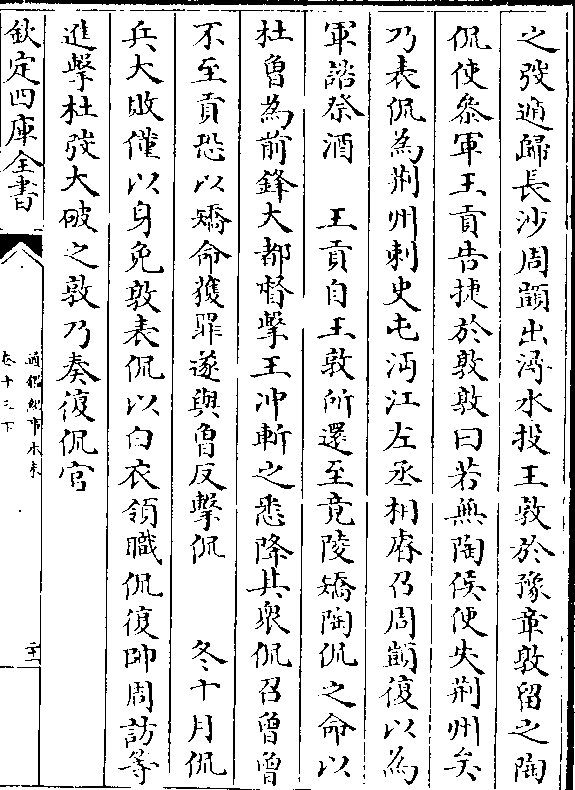 之弢遁歸長沙周顗出潯水投王敦於豫章敦留之陶
侃使參軍王貢告捷於敦敦曰若無陶侯便失荆州矣
乃表侃為荆州刺史屯沔江左丞相睿乃周顗復以為
軍諮祭酒　王貢自王敦所還至竟陵矯陶侃之命以
杜曾為前鋒大都督擊王冲斬之悉降其衆侃召曾曾
不至貢恐以矯命獲罪遂與曾反擊侃　冬十月侃
兵大敗僅以身免敦表侃以白衣領職侃復帥周訪等
進擊杜弢大破之敦乃奏復侃官
欽定四庫全書
通鑑紀事本末
卷十三下